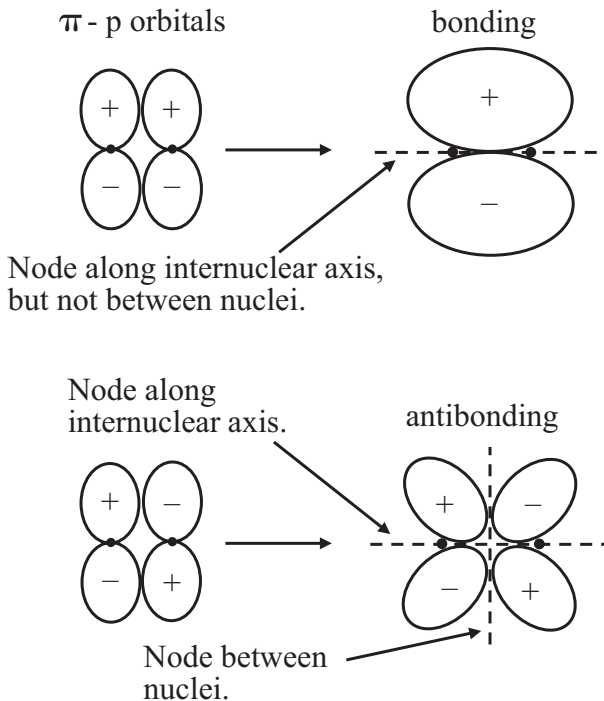 π - p orbitals
bonding
+ +
+
− −
−
Node along internuclear axis,
but not between nuclei.
Node along
internuclear axis.
antibonding
+ −
+ −
− +
− +
Node between
nuclei.